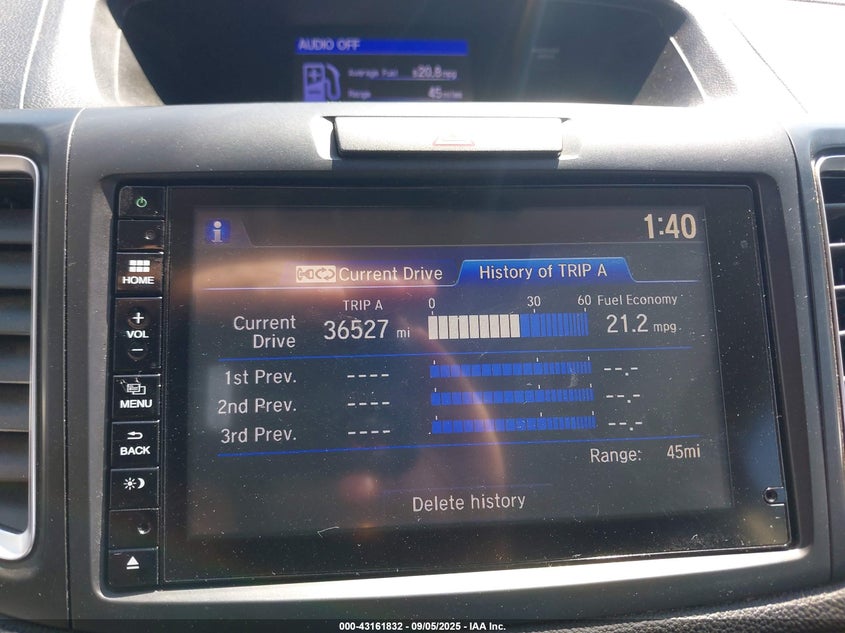 AUDIO OFF
Average Fuel 20.8 mpg
Range 45 miles
1:40
HOME
Current Drive
History of TRIP A
+
VOL
-
TRIP A 0 30 60 Fuel Economy
Current Drive 36527 mi 21.2 mpg
1st Prev. ---- --.-
MENU
2nd Prev. ---- --.-
3rd Prev. ---- --.-
BACK
Range: 45mi
Delete history
000-43161832 - 09/05/2025 - IAA Inc.